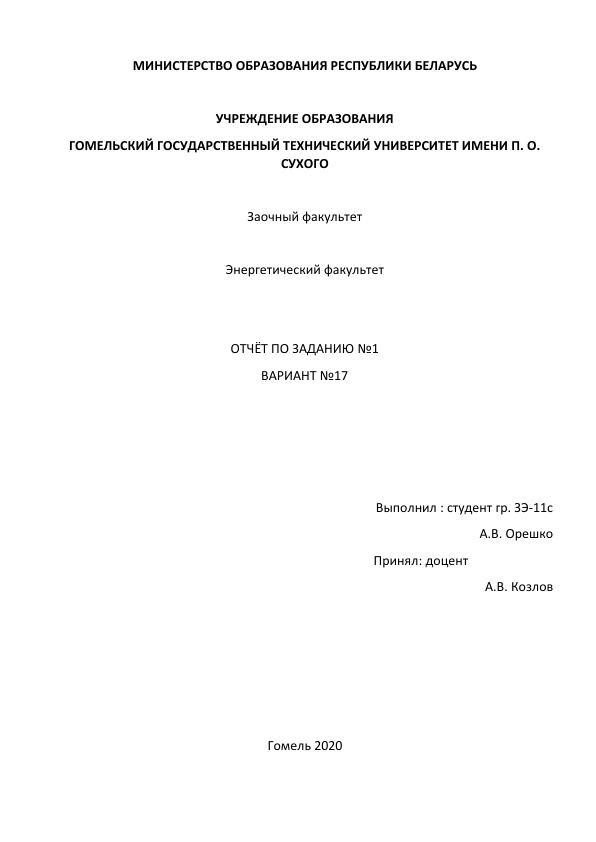 МИНИСТЕРСТВО ОБРАЗОВАНИЯ РЕСПУБЛИКИ БЕЛАРУСЬ
УЧРЕЖДЕНИЕ ОБРАЗОВАНИЯ
ГОМЕЛЬСКИЙ ГОСУДАРСТВЕННЫЙ ТЕХНИЧЕСКИЙ УНИВЕРСИТЕТ ИМЕНИ П. О.
СУХОГО
Заочный факультет
Энергетический факультет
ОТЧЁТ ПО ЗАДАНИЮ №1
ВАРИАНТ №17
Выполнил : студент гр. ЗЭ-11с
А.В. Орешко
Принял: доцент
А.В. Козлов
Гомель 2020